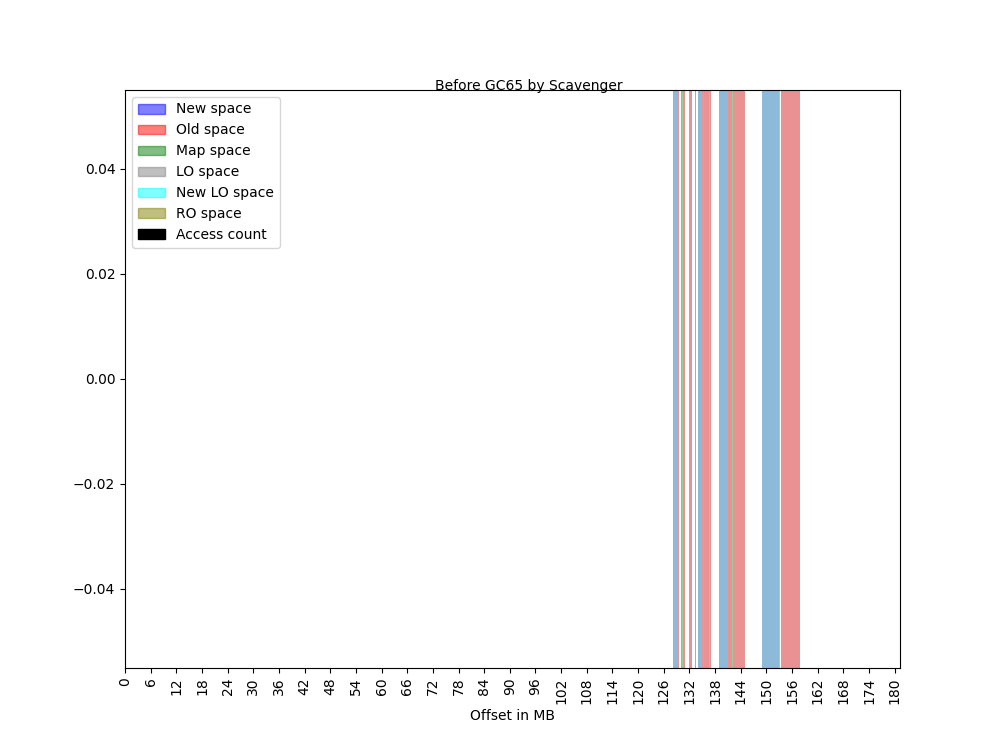 Before GC65 by Scavenger
New space
Old space
Map space
LO space
New LO space
RO space
Access count
0.04
0.02
0.00
−0.02
−0.04
0 6 12 18 24 30 36 42 48 54 60 66 72 78 84 90 96 102 108 114 120 126 132 138 144 150 156 162 168 174 180
Offset in MB